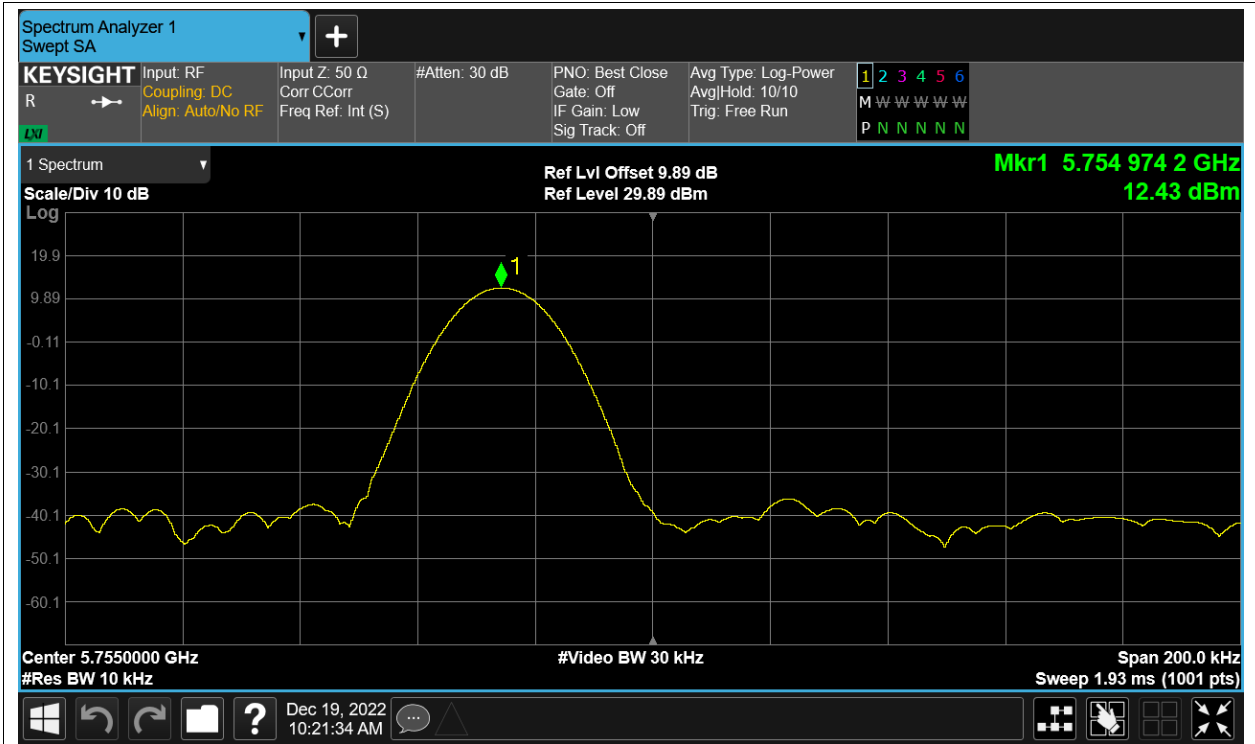 Spectrum Analyzer 1
Swept SA
+
KEYSIGHT
R
LXI
Input: RF
Coupling: DC
Align: Auto/No RF
Input Z: 50 Ω
Corr CCorr
Freq Ref: Int (S)
#Atten: 30 dB
PNO: Best Close
Gate: Off
IF Gain: Low
Sig Track: Off
Avg Type: Log-Power
Avg|Hold: 10/10
Trig: Free Run
1 2 3 4 5 6
M W W W W W W
P N N N N N N
1 Spectrum
Scale/Div 10 dB
Log
Ref Lvl Offset 9.89 dB
Ref Level 29.89 dBm
Mkr1 5.754 974 2 GHz
12.43 dBm
1
19.9
9.89
-0.11
-10.1
-20.1
-30.1
-40.1
-50.1
-60.1
Center 5.7550000 GHz
#Res BW 10 kHz
#Video BW 30 kHz
Span 200.0 kHz
Sweep 1.93 ms (1001 pts)
?
Dec 19, 2022
10:21:34 AM